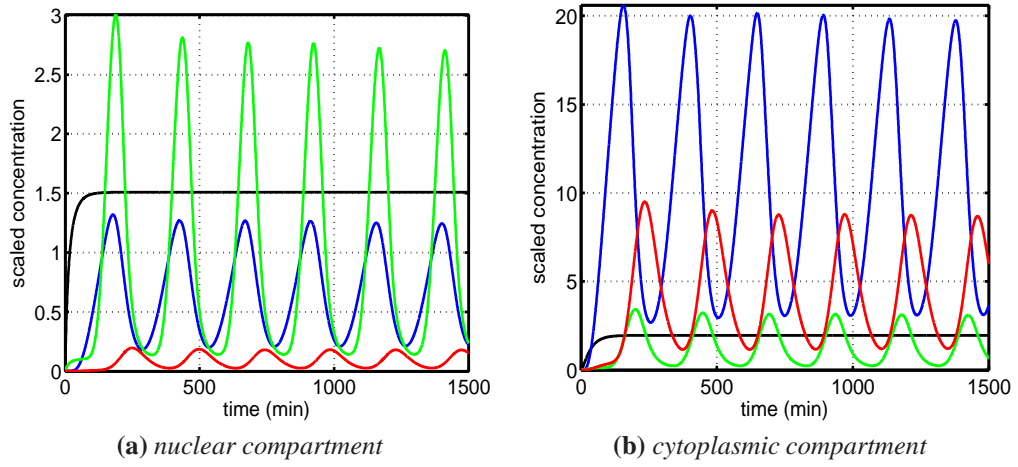 3
2.5
2
1.5
1
0.5
0
0 500 1000 1500
scaled concentration
time (min)
(a) nuclear compartment
20
15
10
5
0
0 500 1000 1500
scaled concentration
time (min)
(b) cytoplasmic compartment